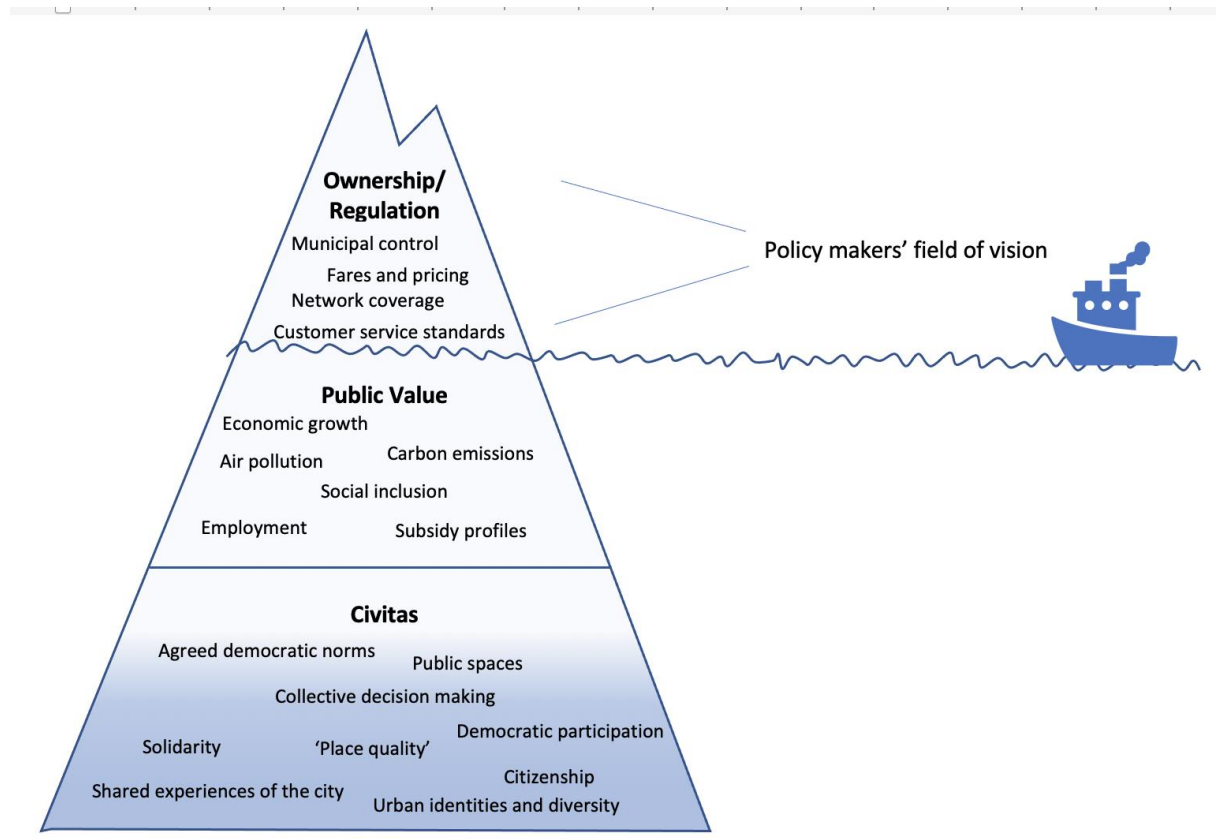 Ownership/
Regulation
Municipal control
Fares and pricing
Network coverage
Customer service standards
Policy makers’ field of vision
Public Value
Economic growth
Carbon emissions
Air pollution
Social inclusion
Employment
Subsidy profiles
Civitas
Agreed democratic norms
Public spaces
Collective decision making
Democratic participation
Solidarity
‘Place quality’
Citizenship
Shared experiences of the city
Urban identities and diversity